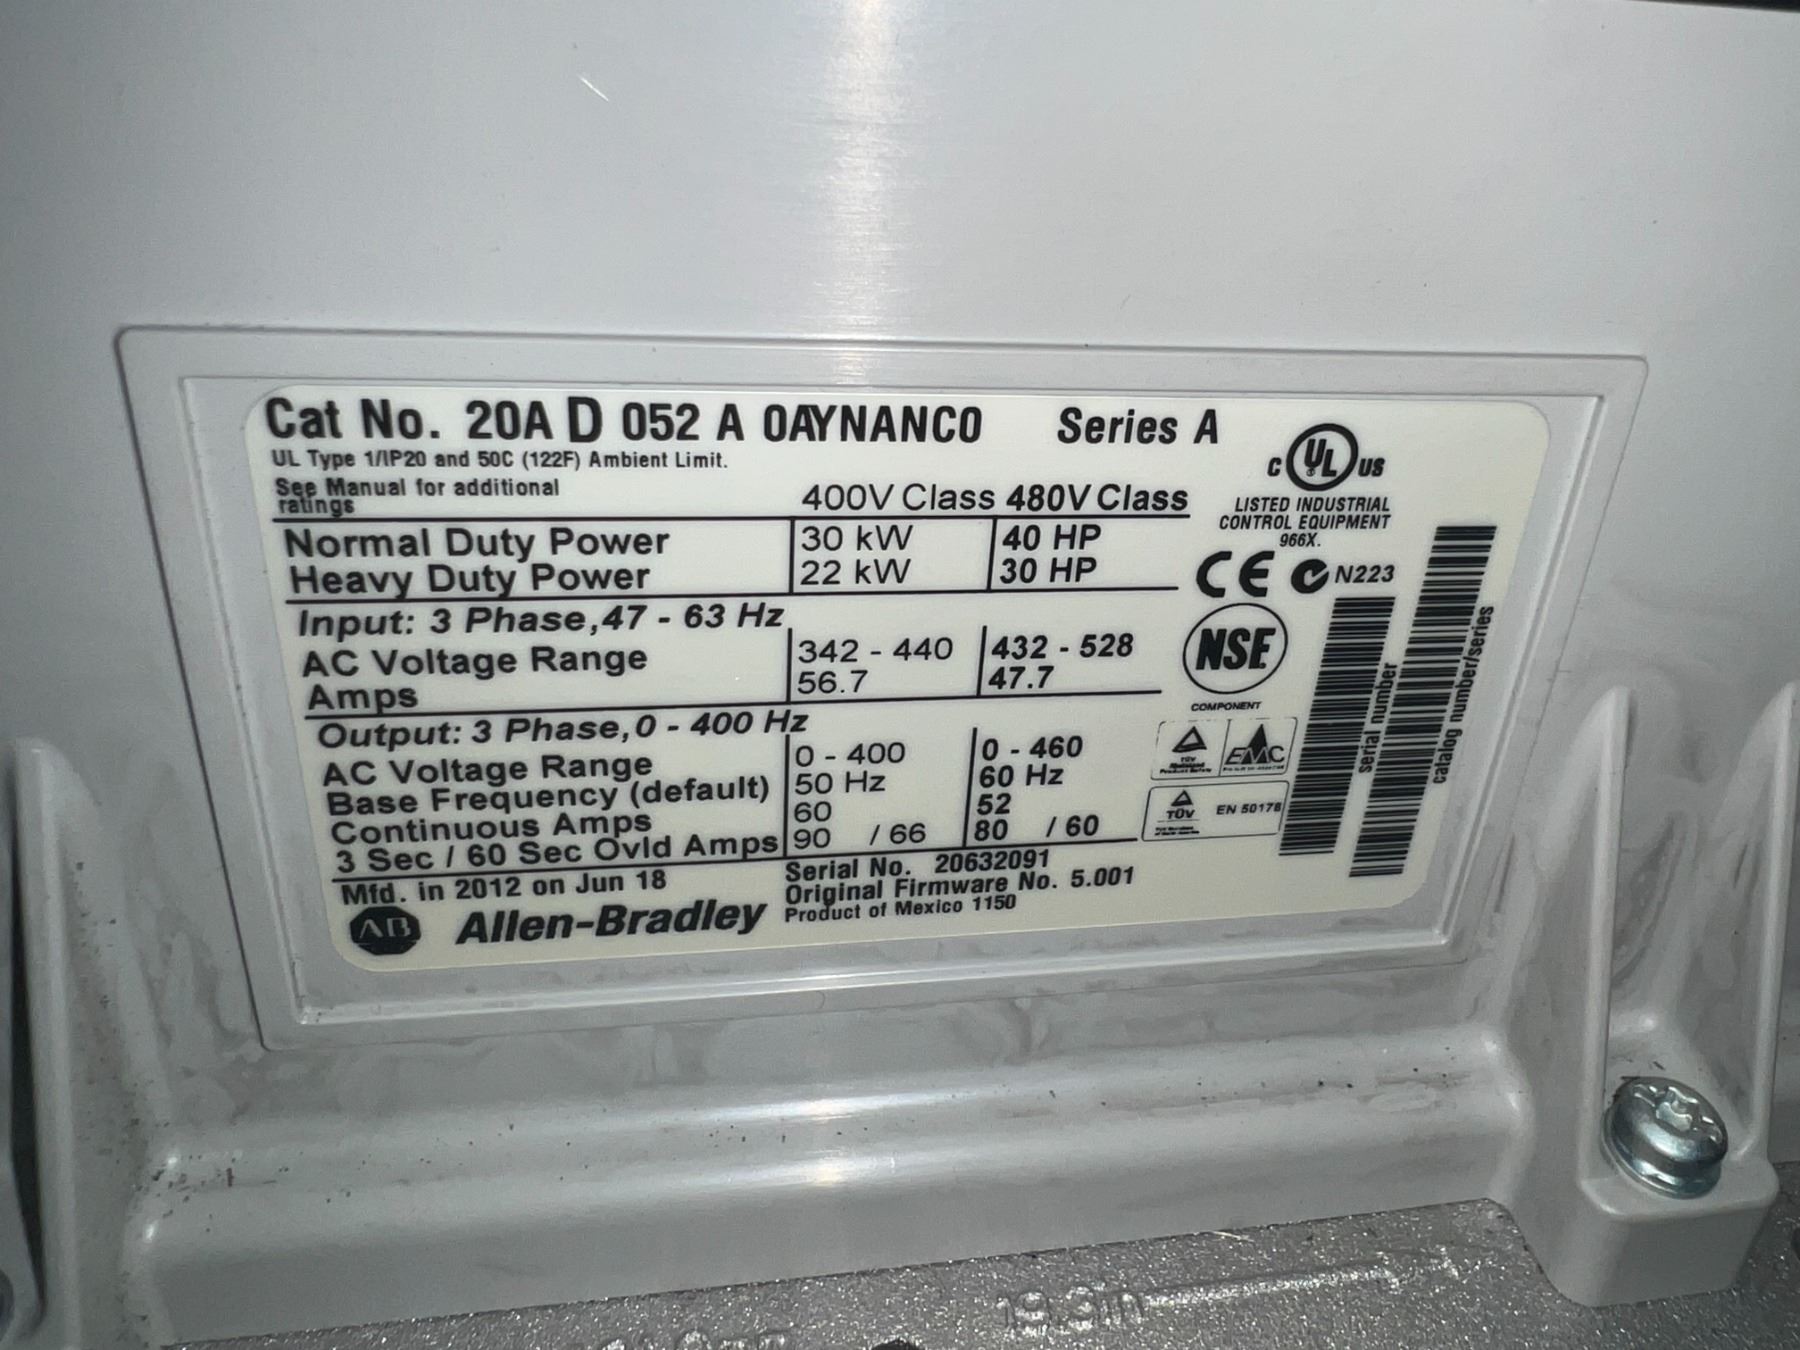 Cat No. 20A D 052 A 0AYNANC0 Series A
UL Type 1/IP20 and 50C (122F) Ambient Limit.
See Manual for additional
ratings
400V Class 480V Class
Normal Duty Power 30 kW 40 HP
Heavy Duty Power 22 kW 30 HP
Input: 3 Phase,47 - 63 Hz
AC Voltage Range 342 - 440 432 - 528
Amps 56.7 47.7
Output: 3 Phase,0 - 400 Hz
AC Voltage Range 0 - 400 0 - 460
Base Frequency (default) 50 Hz 60 Hz
Continuous Amps 60 52
3 Sec / 60 Sec Ovld Amps 90 / 66 80 / 60
Mfd. in 2012 on Jun 18
Serial No. 20632091
Original Firmware No. 5.001
Product of Mexico 1150
AB Allen-Bradley
C UL US
LISTED INDUSTRIAL
CONTROL EQUIPMENT
966X.
CE N223
NSF
COMPONENT
TÜV
EMC
TÜV
EN 50178
serial number
catalog number/series